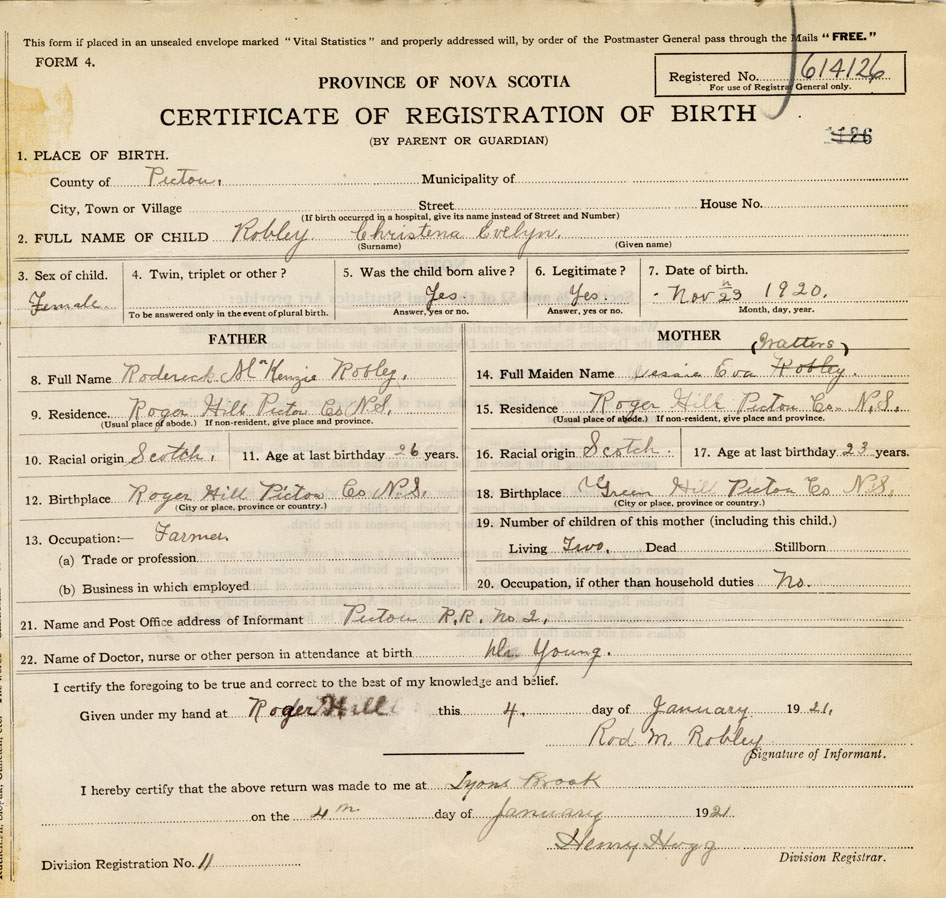 This form if placed in an unsealed envelope marked "Vital Statistics" and properly addressed will, by order of the Postmaster General pass through the Mails "FREE."
FORM 4.
Registered No. 614126
For use of Registrar General only.
PROVINCE OF NOVA SCOTIA
CERTIFICATE OF REGISTRATION OF BIRTH
(BY PARENT OR GUARDIAN)
1126
1. PLACE OF BIRTH.
County of Picton, Municipality of
City, Town or Village Street House No.
(If birth occurred in a hospital, give its name instead of Street and Number)
2. FULL NAME OF CHILD Robley Christena Evelyn.
(Surname) (Given name)
3. Sex of child. Female.
4. Twin, triplet or other?
To be answered only in the event of plural birth.
5. Was the child born alive? Yes.
Answer, yes or no.
6. Legitimate? Yes.
Answer, yes or no.
7. Date of birth.
Nov 23 1920.
Month, day, year.
FATHER
8. Full Name Roderick McKenzie Robley.
9. Residence. Roger Hill Picton Co N.S.
(Usual place of abode.) If non-resident, give place and province.
10. Racial origin Scotch. 11. Age at last birthday 26 years.
12. Birthplace Roger Hill Picton Co N.S.
(City or place, province or country.)
13. Occupation:— Farmer
(a) Trade or profession
(b) Business in which employed
MOTHER (Watters)
14. Full Maiden Name Jessie Eva Robley.
15. Residence Roger Hill Picton Co. N.S.
(Usual place of abode.) If non-resident, give place and province.
16. Racial origin Scotch. 17. Age at last birthday 23 years.
18. Birthplace Green Hill Picton Co N.S.
(City or place, province or country.)
19. Number of children of this mother (including this child.)
Living Two. Dead Stillborn
20. Occupation, if other than household duties No.
21. Name and Post Office address of Informant Picton R.R. No 2.
22. Name of Doctor, nurse or other person in attendance at birth Dr. Young.
I certify the foregoing to be true and correct to the best of my knowledge and belief.
Given under my hand at Roger Hill this 4. day of January 1921.
Rod M. Robley
Signature of Informant.
I hereby certify that the above return was made to me at Lyons Brook
on the 4th day of January 1921.
Henry Hogg
Division Registration No. 11 Division Registrar.